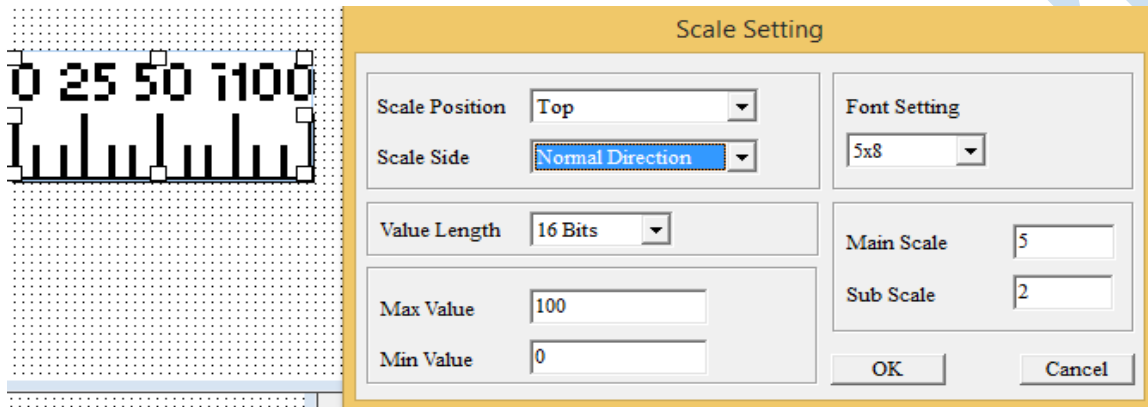 Scale Setting
0 25 50 100
Scale Position Top
Scale Side Normal Direction
Font Setting
5x8
Value Length 16 Bits
Main Scale 5
Sub Scale 2
Max Value 100
Min Value 0
OK Cancel